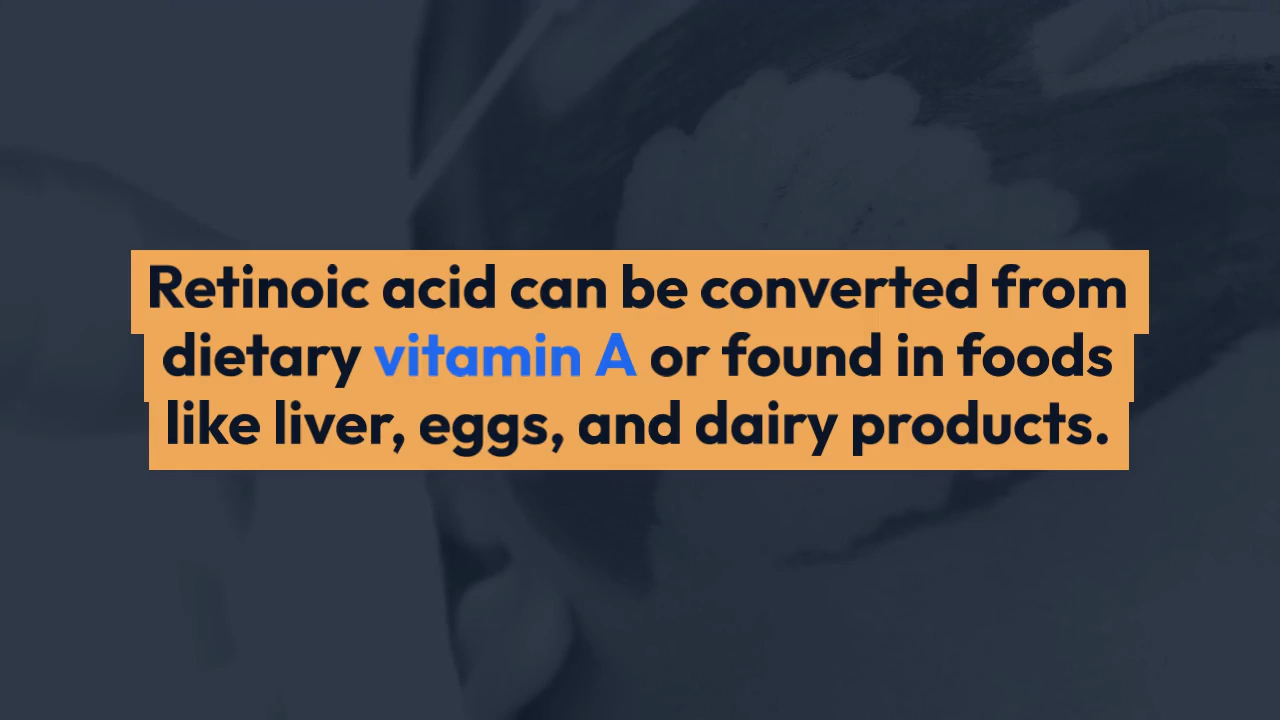 Retinoic acid can be converted from
dietary vitamin A or found in foods
like liver, eggs, and dairy products.